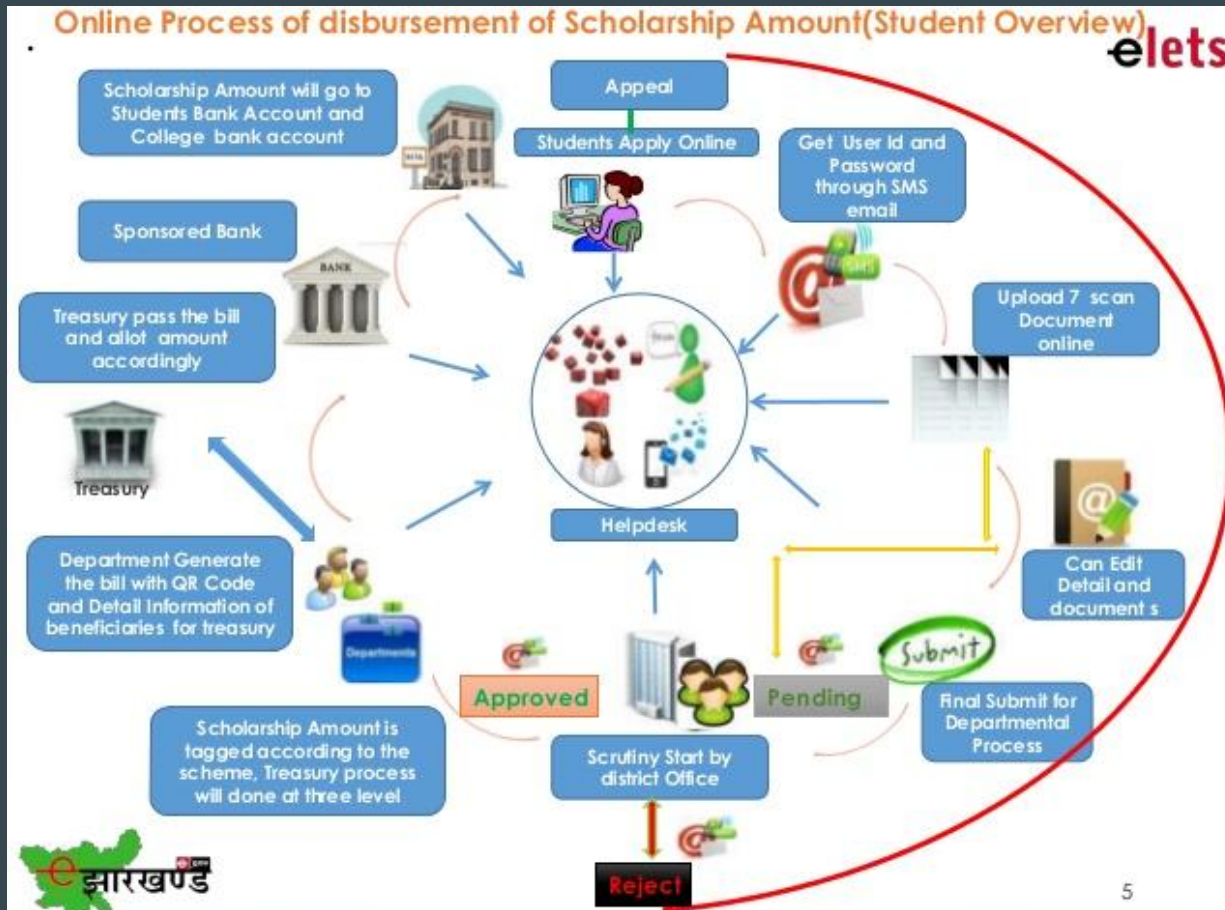 Online Process of disbursement of Scholarship Amount(Student Overview)
elets
Scholarship Amount will go to
Students Bank Account and
College bank account
Appeal
Students Apply Online
Get User Id and
Password
through SMS
email
SMS
Sponsored Bank
BANK
Upload 7 scan
Document
online
Treasury pass the bill
and allot amount
accordingly
Treasury
Helpdesk
Can Edit
Detail and
document s
Department Generate
the bill with QR Code
and Detail Information of
beneficiaries for treasury
Departments
Approved
Pending
Submit
Final Submit for
Departmental
Process
Scholarship Amount is
tagged according to the
scheme, Treasury process
will done at three level
Scrutiny Start by
district Office
Reject
e झारखण्ड
5